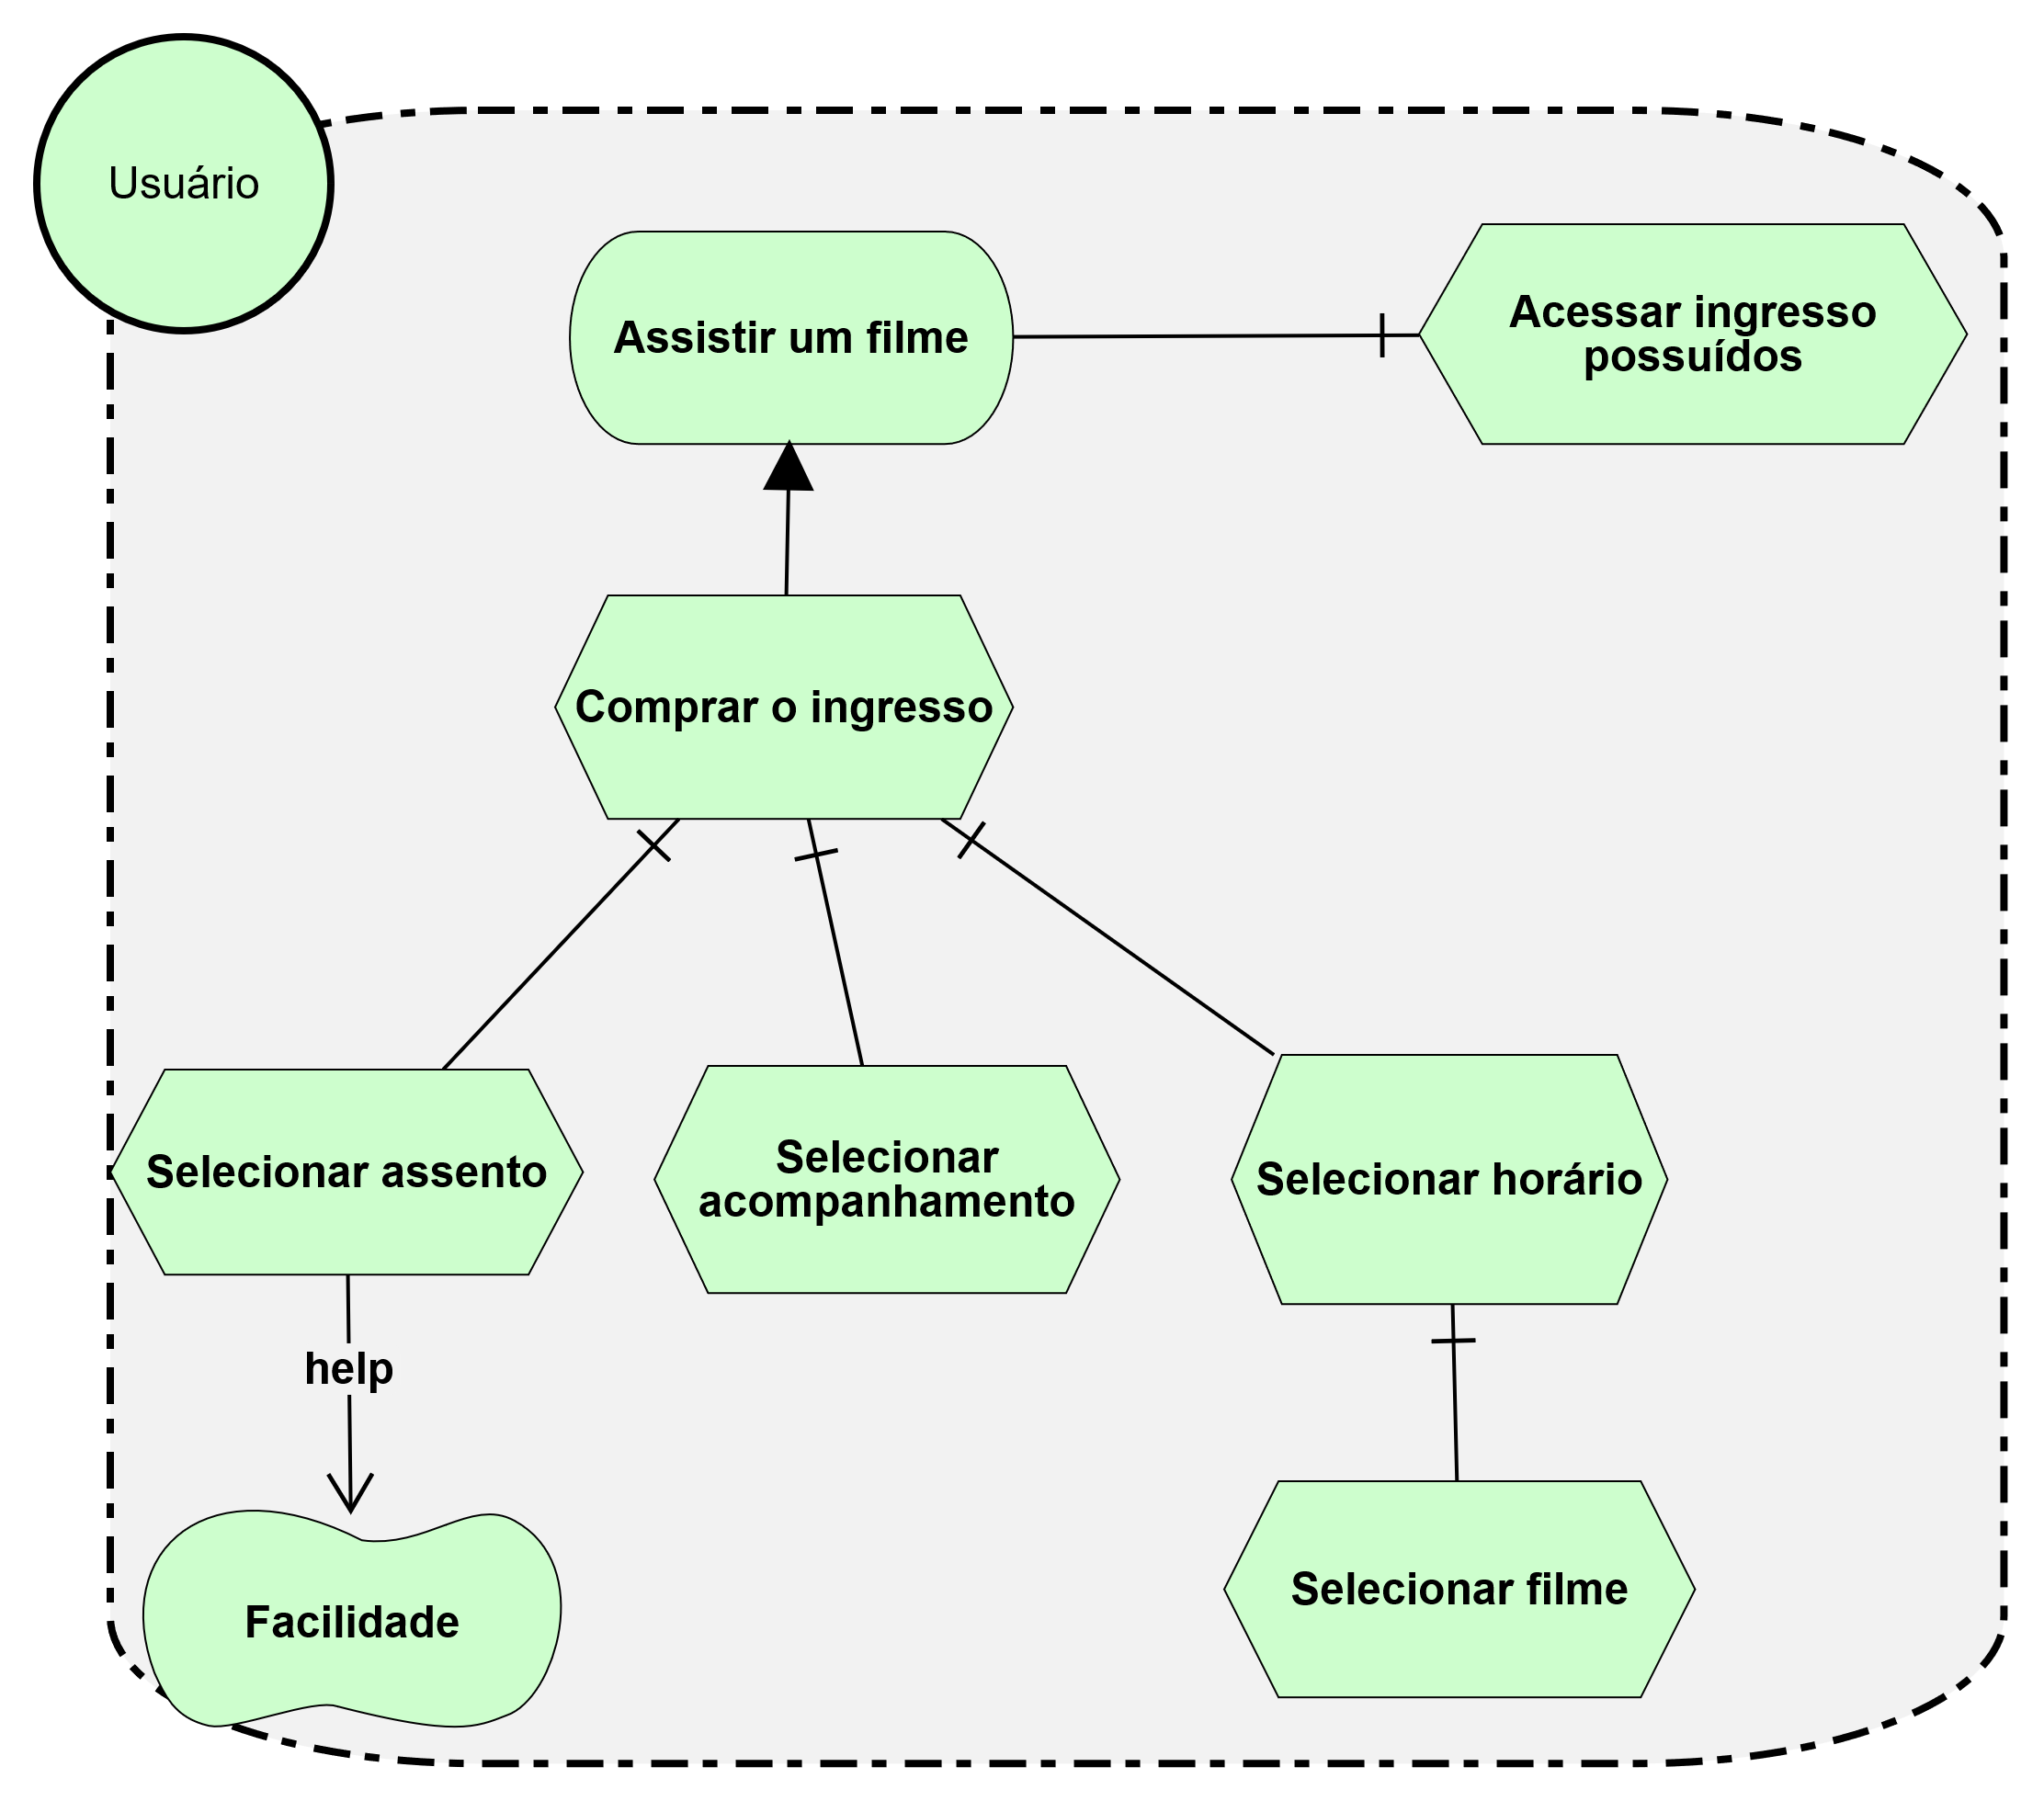 Usuário
Assistir um filme
Acessar ingresso
possuídos
Comprar o ingresso
Selecionar assento
Selecionar
acompanhamento
Selecionar horário
help
Selecionar filme
Facilidade